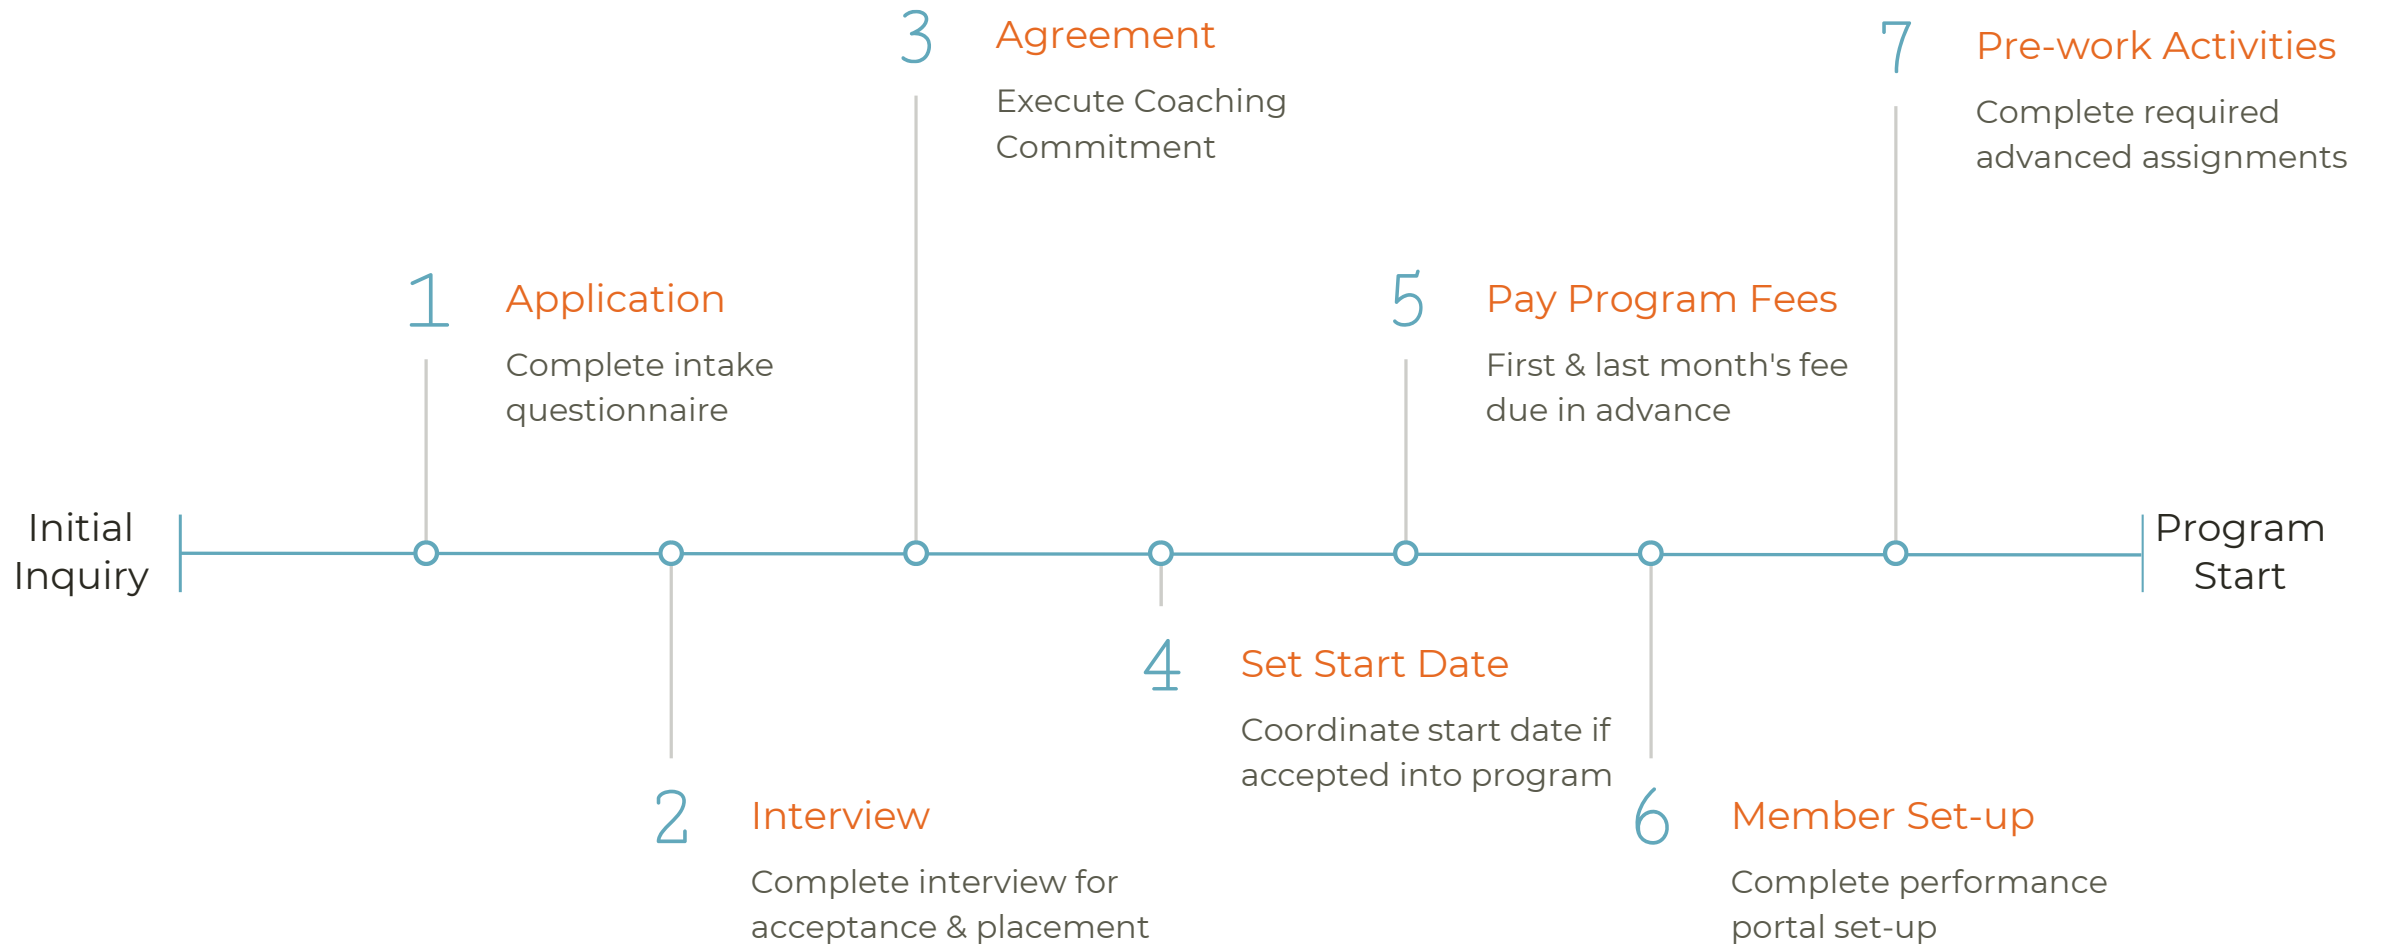 Initial
Inquiry
1
Application
Complete intake
questionnaire
2
Interview
Complete interview for
acceptance & placement
3
Agreement
Execute Coaching
Commitment
4
Set Start Date
Coordinate start date if
accepted into program
5
Pay Program Fees
First & last month's fee
due in advance
6
Member Set-up
Complete performance
portal set-up
7
Pre-work Activities
Complete required
advanced assignments
Program
Start